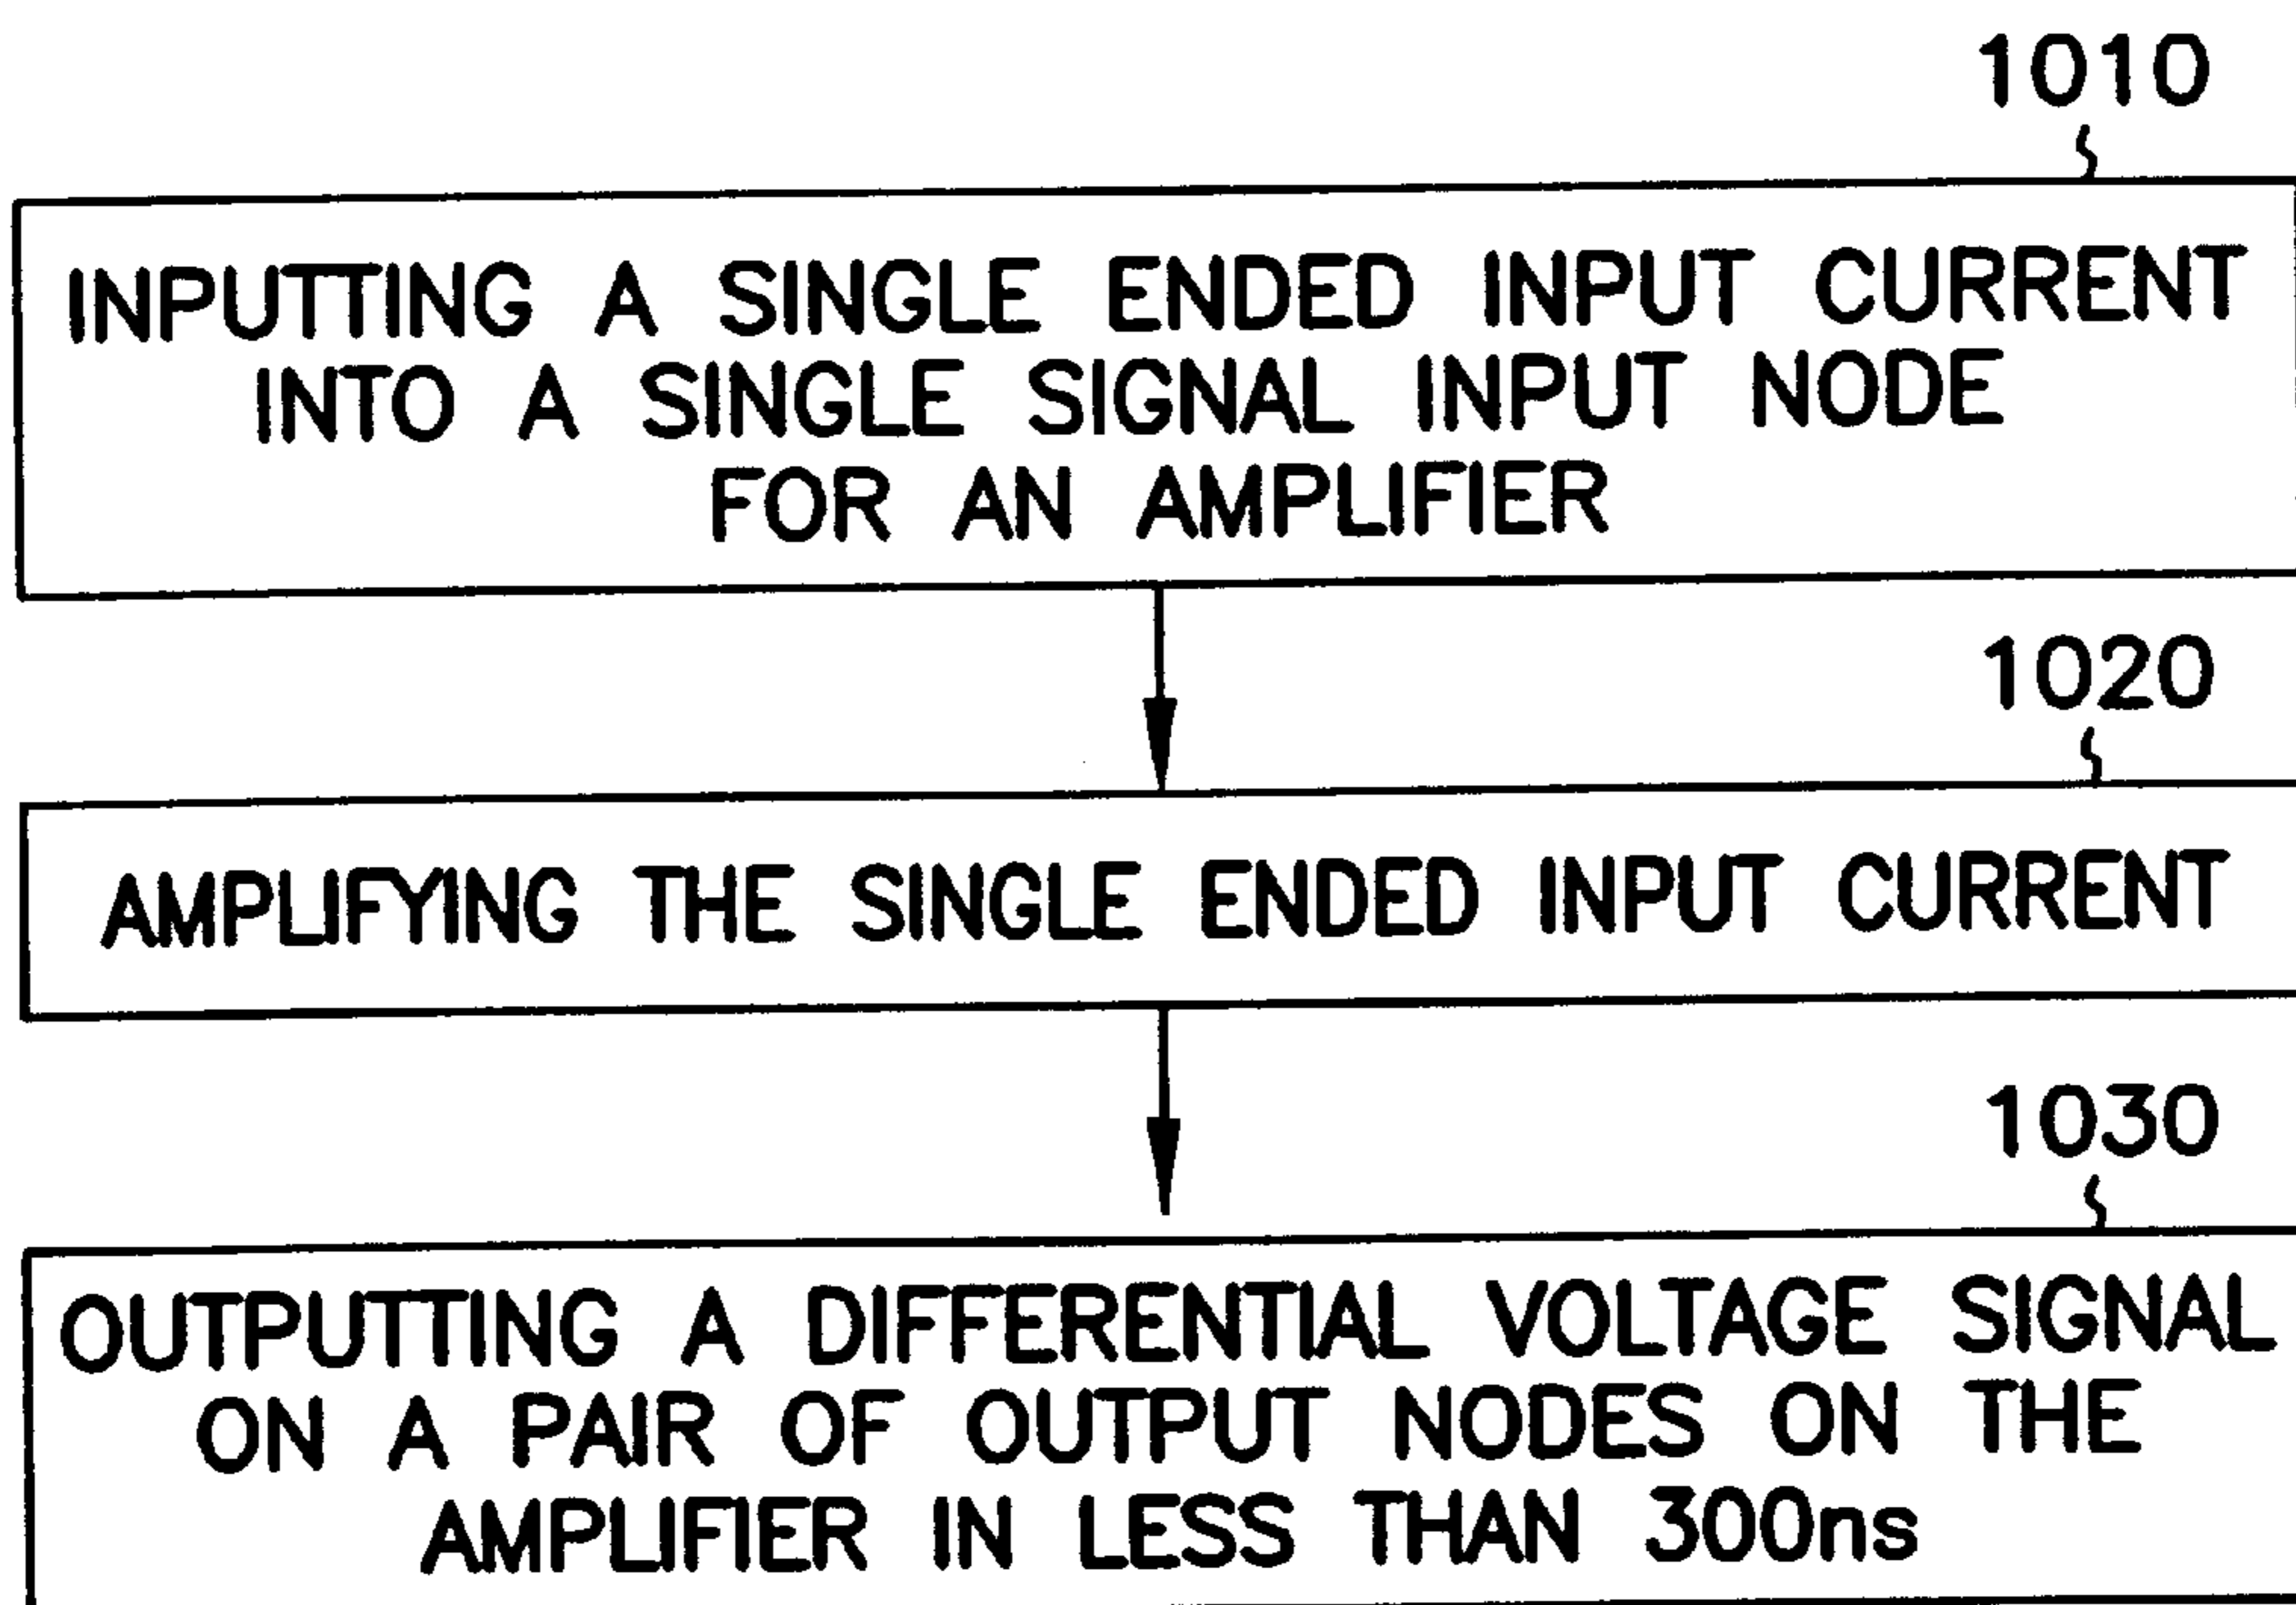 1010
INPUTTING A SINGLE ENDED INPUT CURRENT
INTO A SINGLE SIGNAL INPUT NODE
FOR AN AMPLIFIER
1020
AMPLIFYING THE SINGLE ENDED INPUT CURRENT
1030
OUTPUTTING A DIFFERENTIAL VOLTAGE SIGNAL
ON A PAIR OF OUTPUT NODES ON THE
AMPLIFIER IN LESS THAN 300ns